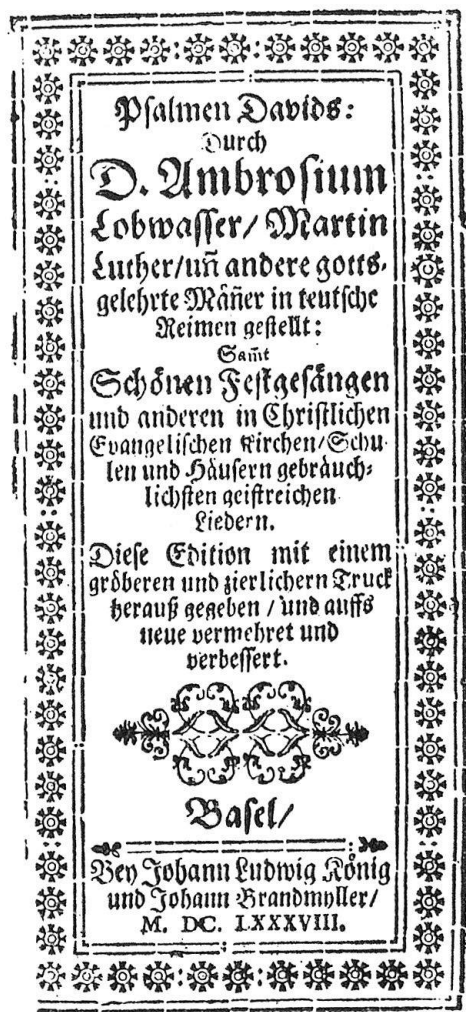 Psalmen Davids:
Durch
D. Ambrosium
Lobwasser/ Martin
Luther/ uñ andere gotts-
gelehrte Mäñer in teutsche
Reimen gestellt:
Sam̃t
Schönen Festgesängen
und anderen in Christlichen
Evangelischen Kirchen/ Schu-
len und Häusern gebräuch-
lichsten geistreichen
Liedern.
Diese Edition mit einem
gröberen und zierlichern Truck
herauß gegeben / und auffs
neue vermehret und
verbessert.
Basel/
Bey Johann Ludwig König
und Johann Brandmyller/
M. DC. LXXXVIII.